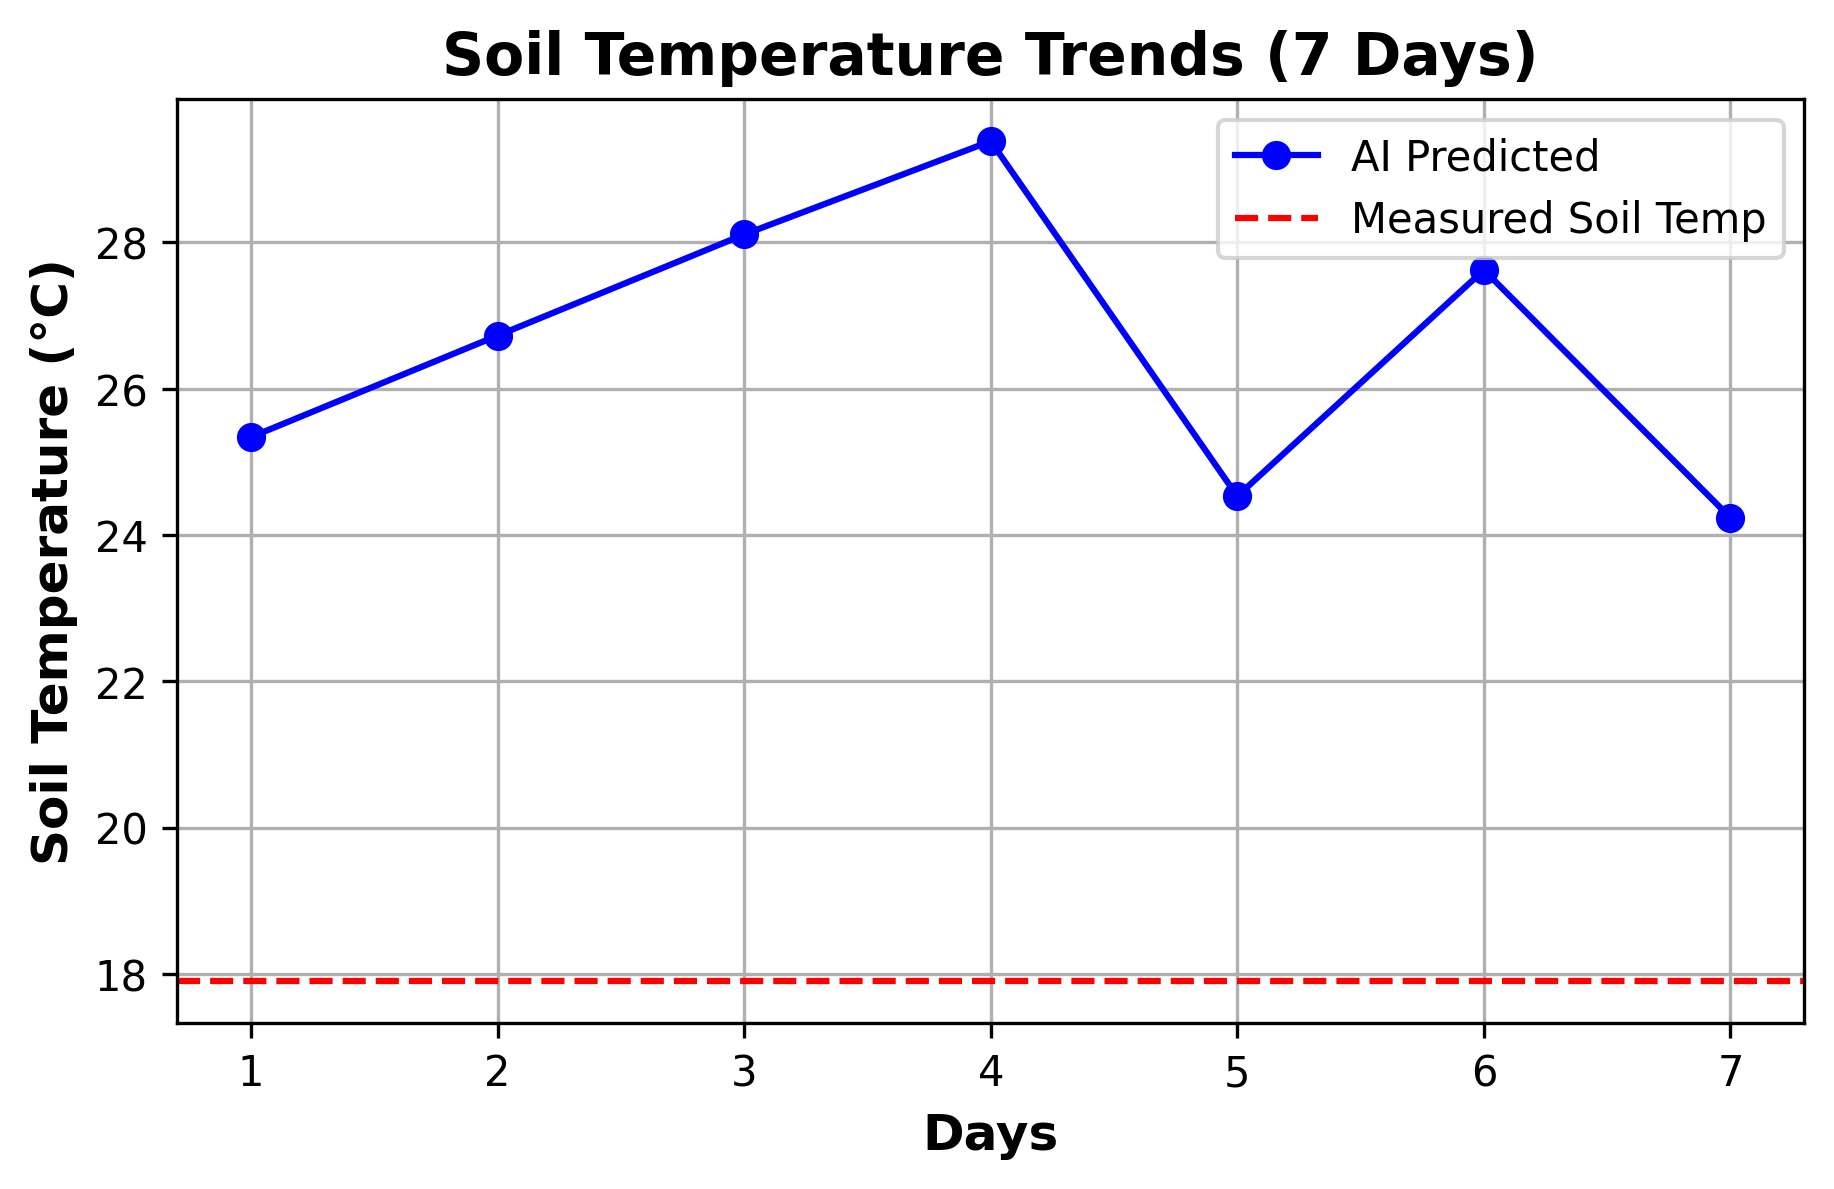 Soil Temperature Trends (7 Days)
AI Predicted
Measured Soil Temp
Soil Temperature (°C)
28
26
24
22
20
18
1 2 3 4 5 6 7
Days